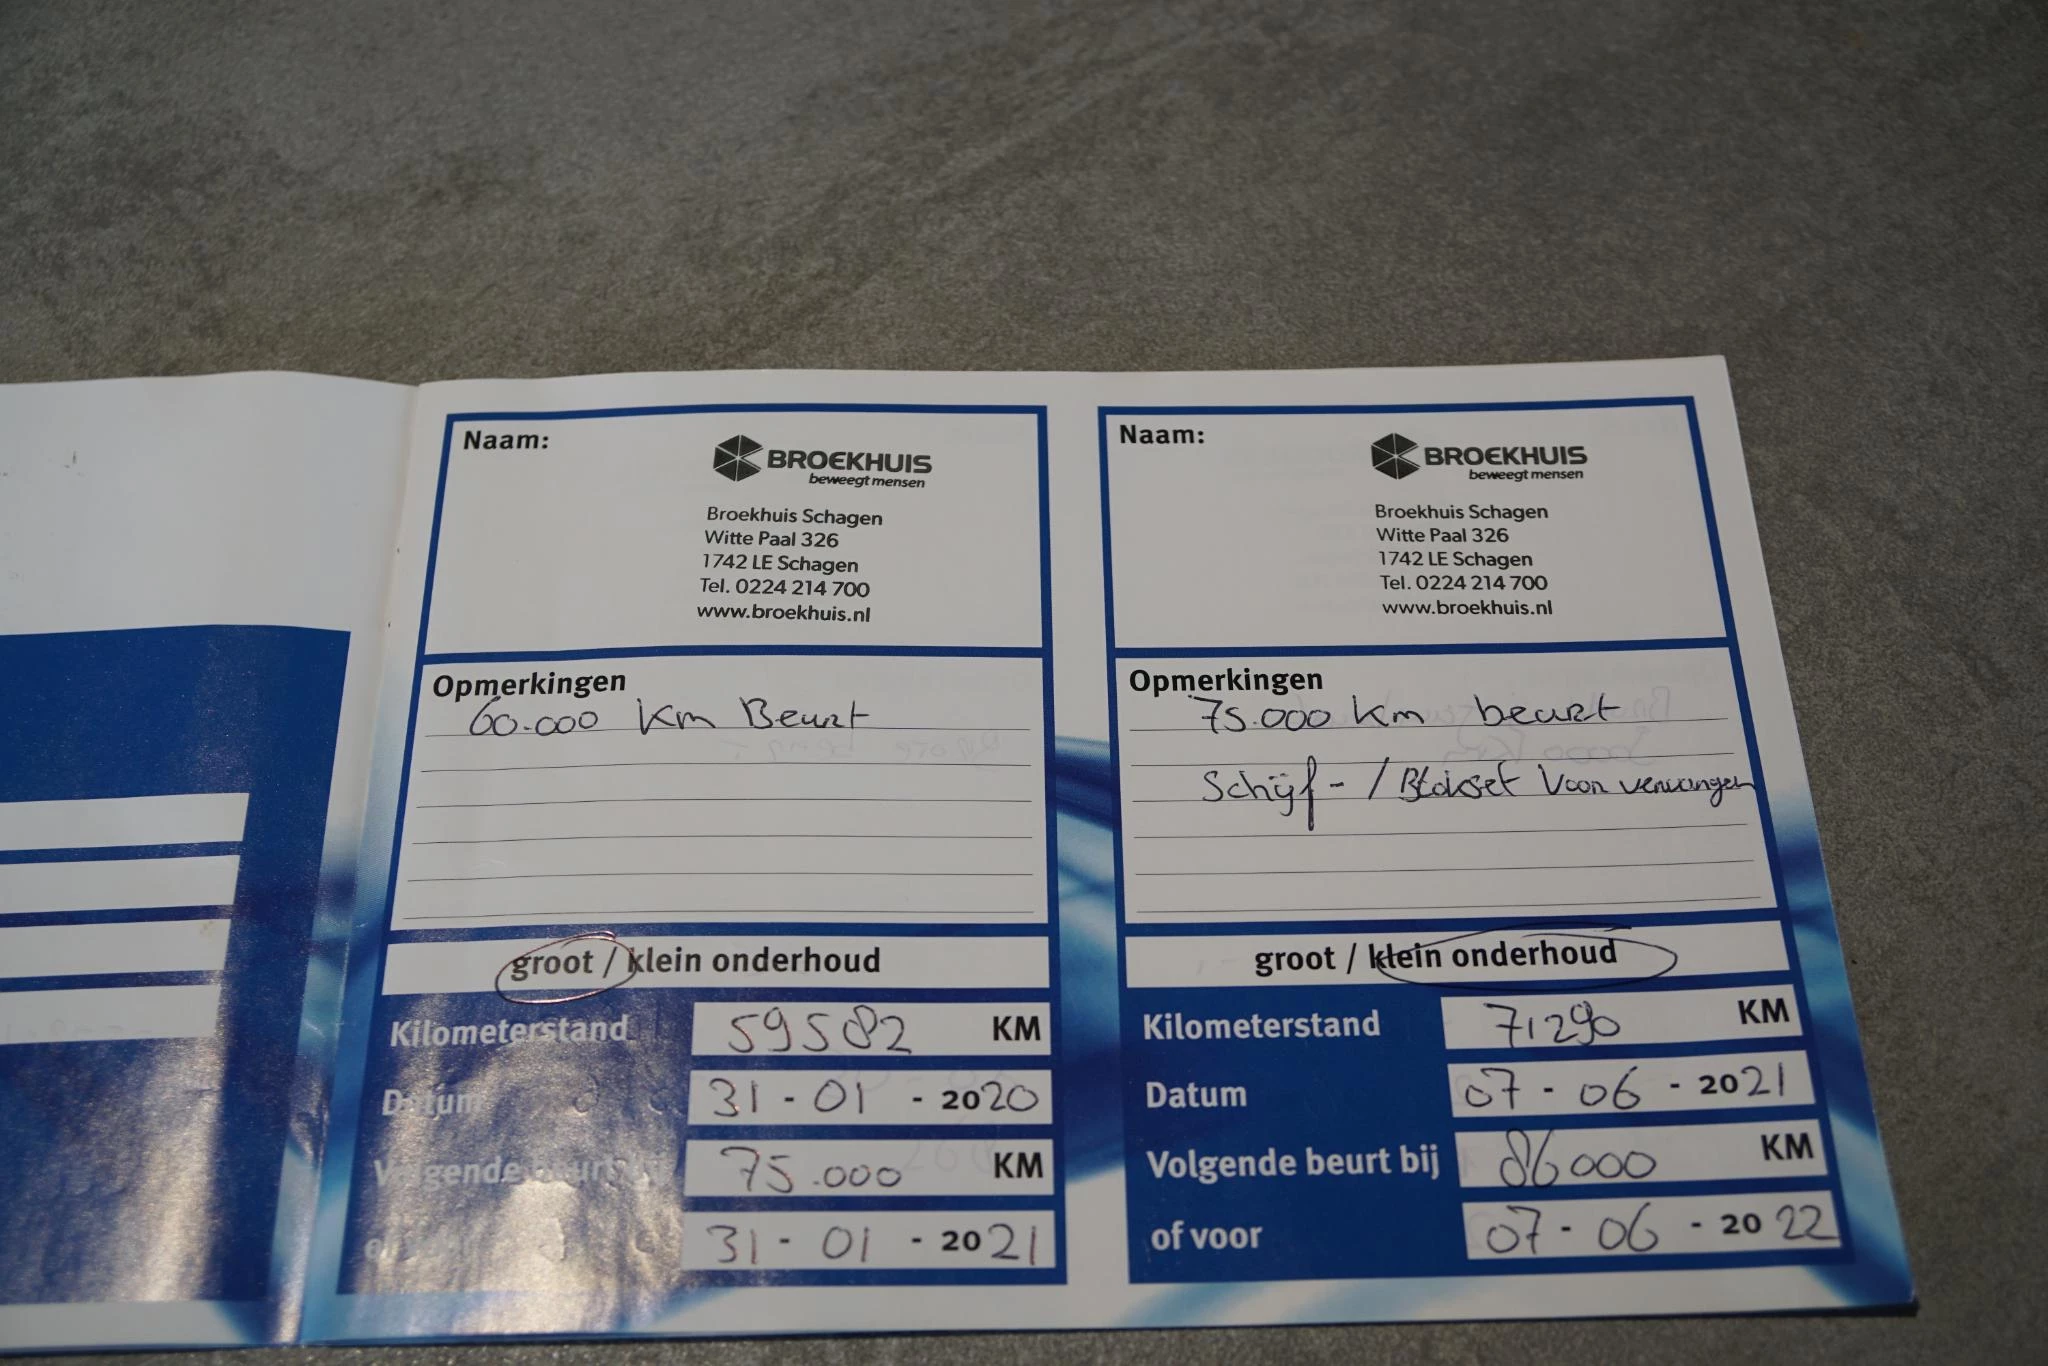 Naam:
BROEKHUIS
beweegt mensen
Broekhuis Schagen
Witte Paal 326
1742 LE Schagen
Tel. 0224 214 700
www.broekhuis.nl
Opmerkingen
60.000 Km Beurt
groot / klein onderhoud
Kilometerstand 59582 KM
Datum 31 - 01 - 2020
Volgende beurt bij 75.000 KM
of voor 31 - 01 - 2021
Naam:
BROEKHUIS
beweegt mensen
Broekhuis Schagen
Witte Paal 326
1742 LE Schagen
Tel. 0224 214 700
www.broekhuis.nl
Opmerkingen
75.000 Km beurt
Schijf - / Blokset Voor vervangen
groot / klein onderhoud
Kilometerstand 71290 KM
Datum 07 - 06 - 2021
Volgende beurt bij 86000 KM
of voor 07 - 06 - 2022